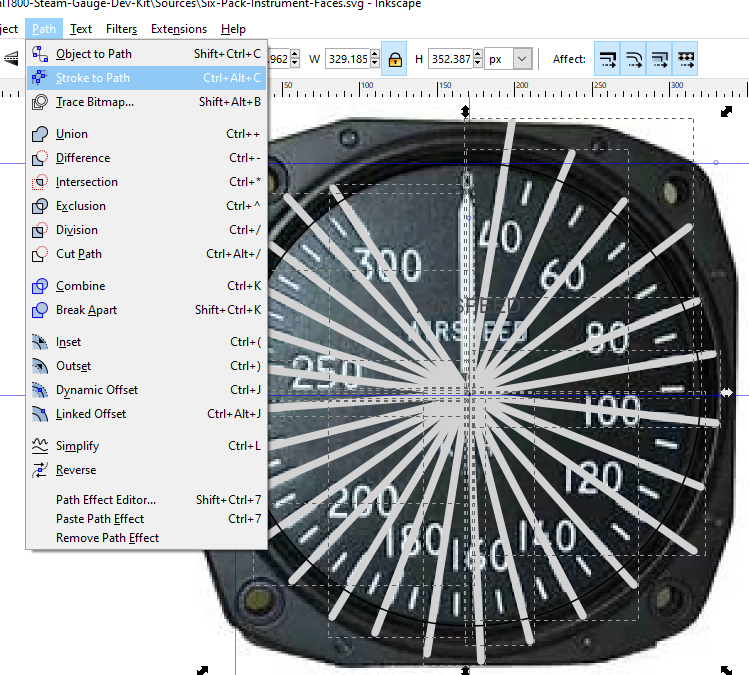 al1800-Steam-Gauge-Dev-Kit\Sources\Six-Pack-Instrument-Faces.svg - Inkscape
ject Path Text Filters Extensions Help
.962 W 329.185 H 352.387 px Affect:
Object to Path Shift+Ctrl+C
Stroke to Path Ctrl+Alt+C
Trace Bitmap... Shift+Alt+B
Union Ctrl++
Difference Ctrl+-
Intersection Ctrl+*
Exclusion Ctrl+^
Division Ctrl+/
Cut Path Ctrl+Alt+/
Combine Ctrl+K
Break Apart Shift+Ctrl+K
Inset Ctrl+(
Outset Ctrl+)
Dynamic Offset Ctrl+J
Linked Offset Ctrl+Alt+J
Simplify Ctrl+L
Reverse
Path Effect Editor... Shift+Ctrl+7
Paste Path Effect Ctrl+7
Remove Path Effect
50 100 150 200 250 300
0
40
60
80
100
120
140
160
180
200
250
300
AIRSPEED
AIRSPEED